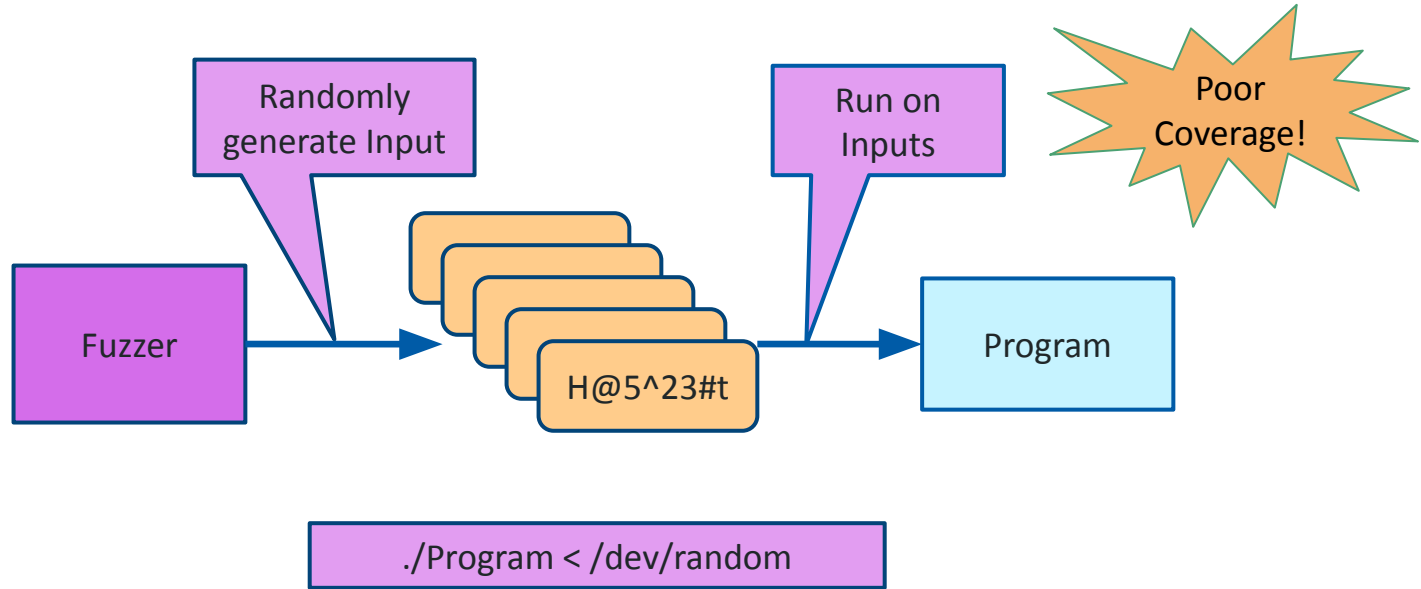 Randomly
generate Input
Run on
Inputs
Poor
Coverage!
Fuzzer
H@5^23#t
Program
./Program < /dev/random